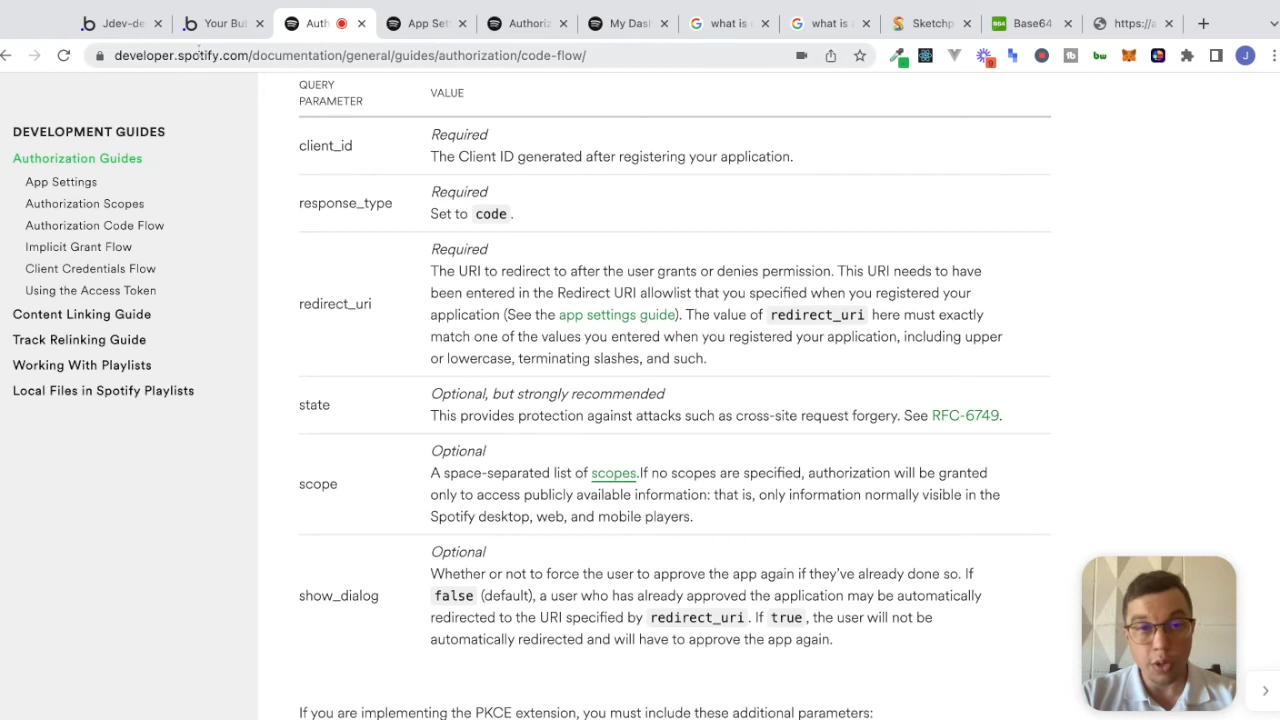 Jdev-de
Your Bu
Auth
App Set
Authoriz
My Das
what is
what is
Sketchp
Base64
https://a
developer.spotify.com/documentation/general/guides/authorization/code-flow/
DEVELOPMENT GUIDES
Authorization Guides
App Settings
Authorization Scopes
Authorization Code Flow
Implicit Grant Flow
Client Credentials Flow
Using the Access Token
Content Linking Guide
Track Relinking Guide
Working With Playlists
Local Files in Spotify Playlists
QUERY
PARAMETER
VALUE
client_id
Required
The Client ID generated after registering your application.
response_type
Required
Set to code.
redirect_uri
Required
The URI to redirect to after the user grants or denies permission. This URI needs to have
been entered in the Redirect URI allowlist that you specified when you registered your
application (See the app settings guide). The value of redirect_uri here must exactly
match one of the values you entered when you registered your application, including upper
or lowercase, terminating slashes, and such.
state
Optional, but strongly recommended
This provides protection against attacks such as cross-site request forgery. See RFC-6749.
scope
Optional
A space-separated list of scopes.If no scopes are specified, authorization will be granted
only to access publicly available information: that is, only information normally visible in the
Spotify desktop, web, and mobile players.
show_dialog
Optional
Whether or not to force the user to approve the app again if they've already done so. If
false (default), a user who has already approved the application may be automatically
redirected to the URI specified by redirect_uri. If true, the user will not be
automatically redirected and will have to approve the app again.
If you are implementing the PKCE extension, you must include these additional parameters: